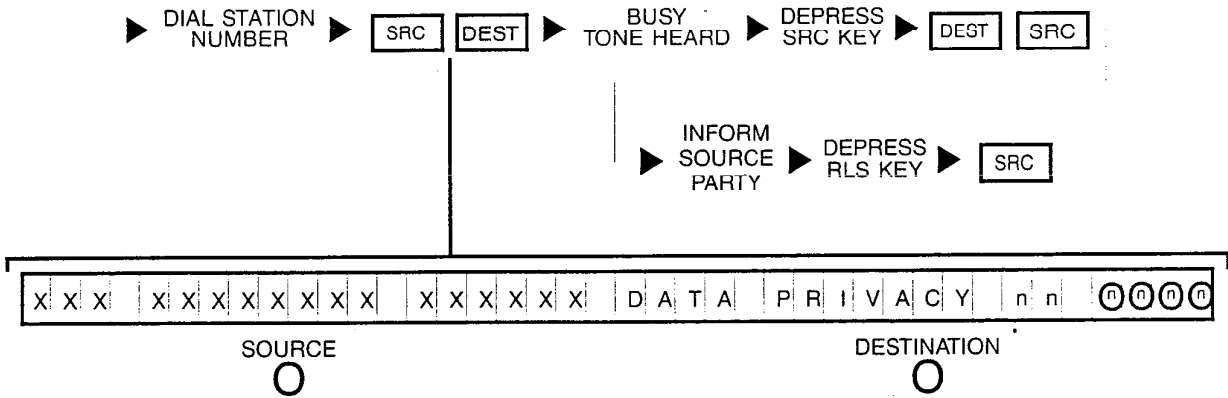 DIAL STATION NUMBER SRC DEST BUSY TONE HEARD DEPRESS SRC KEY DEST SRC
INFORM SOURCE PARTY DEPRESS RLS KEY SRC
X X X X X X X X X X X X X X X X X DATA PRIVACY n n n n n n
SOURCE DESTINATION